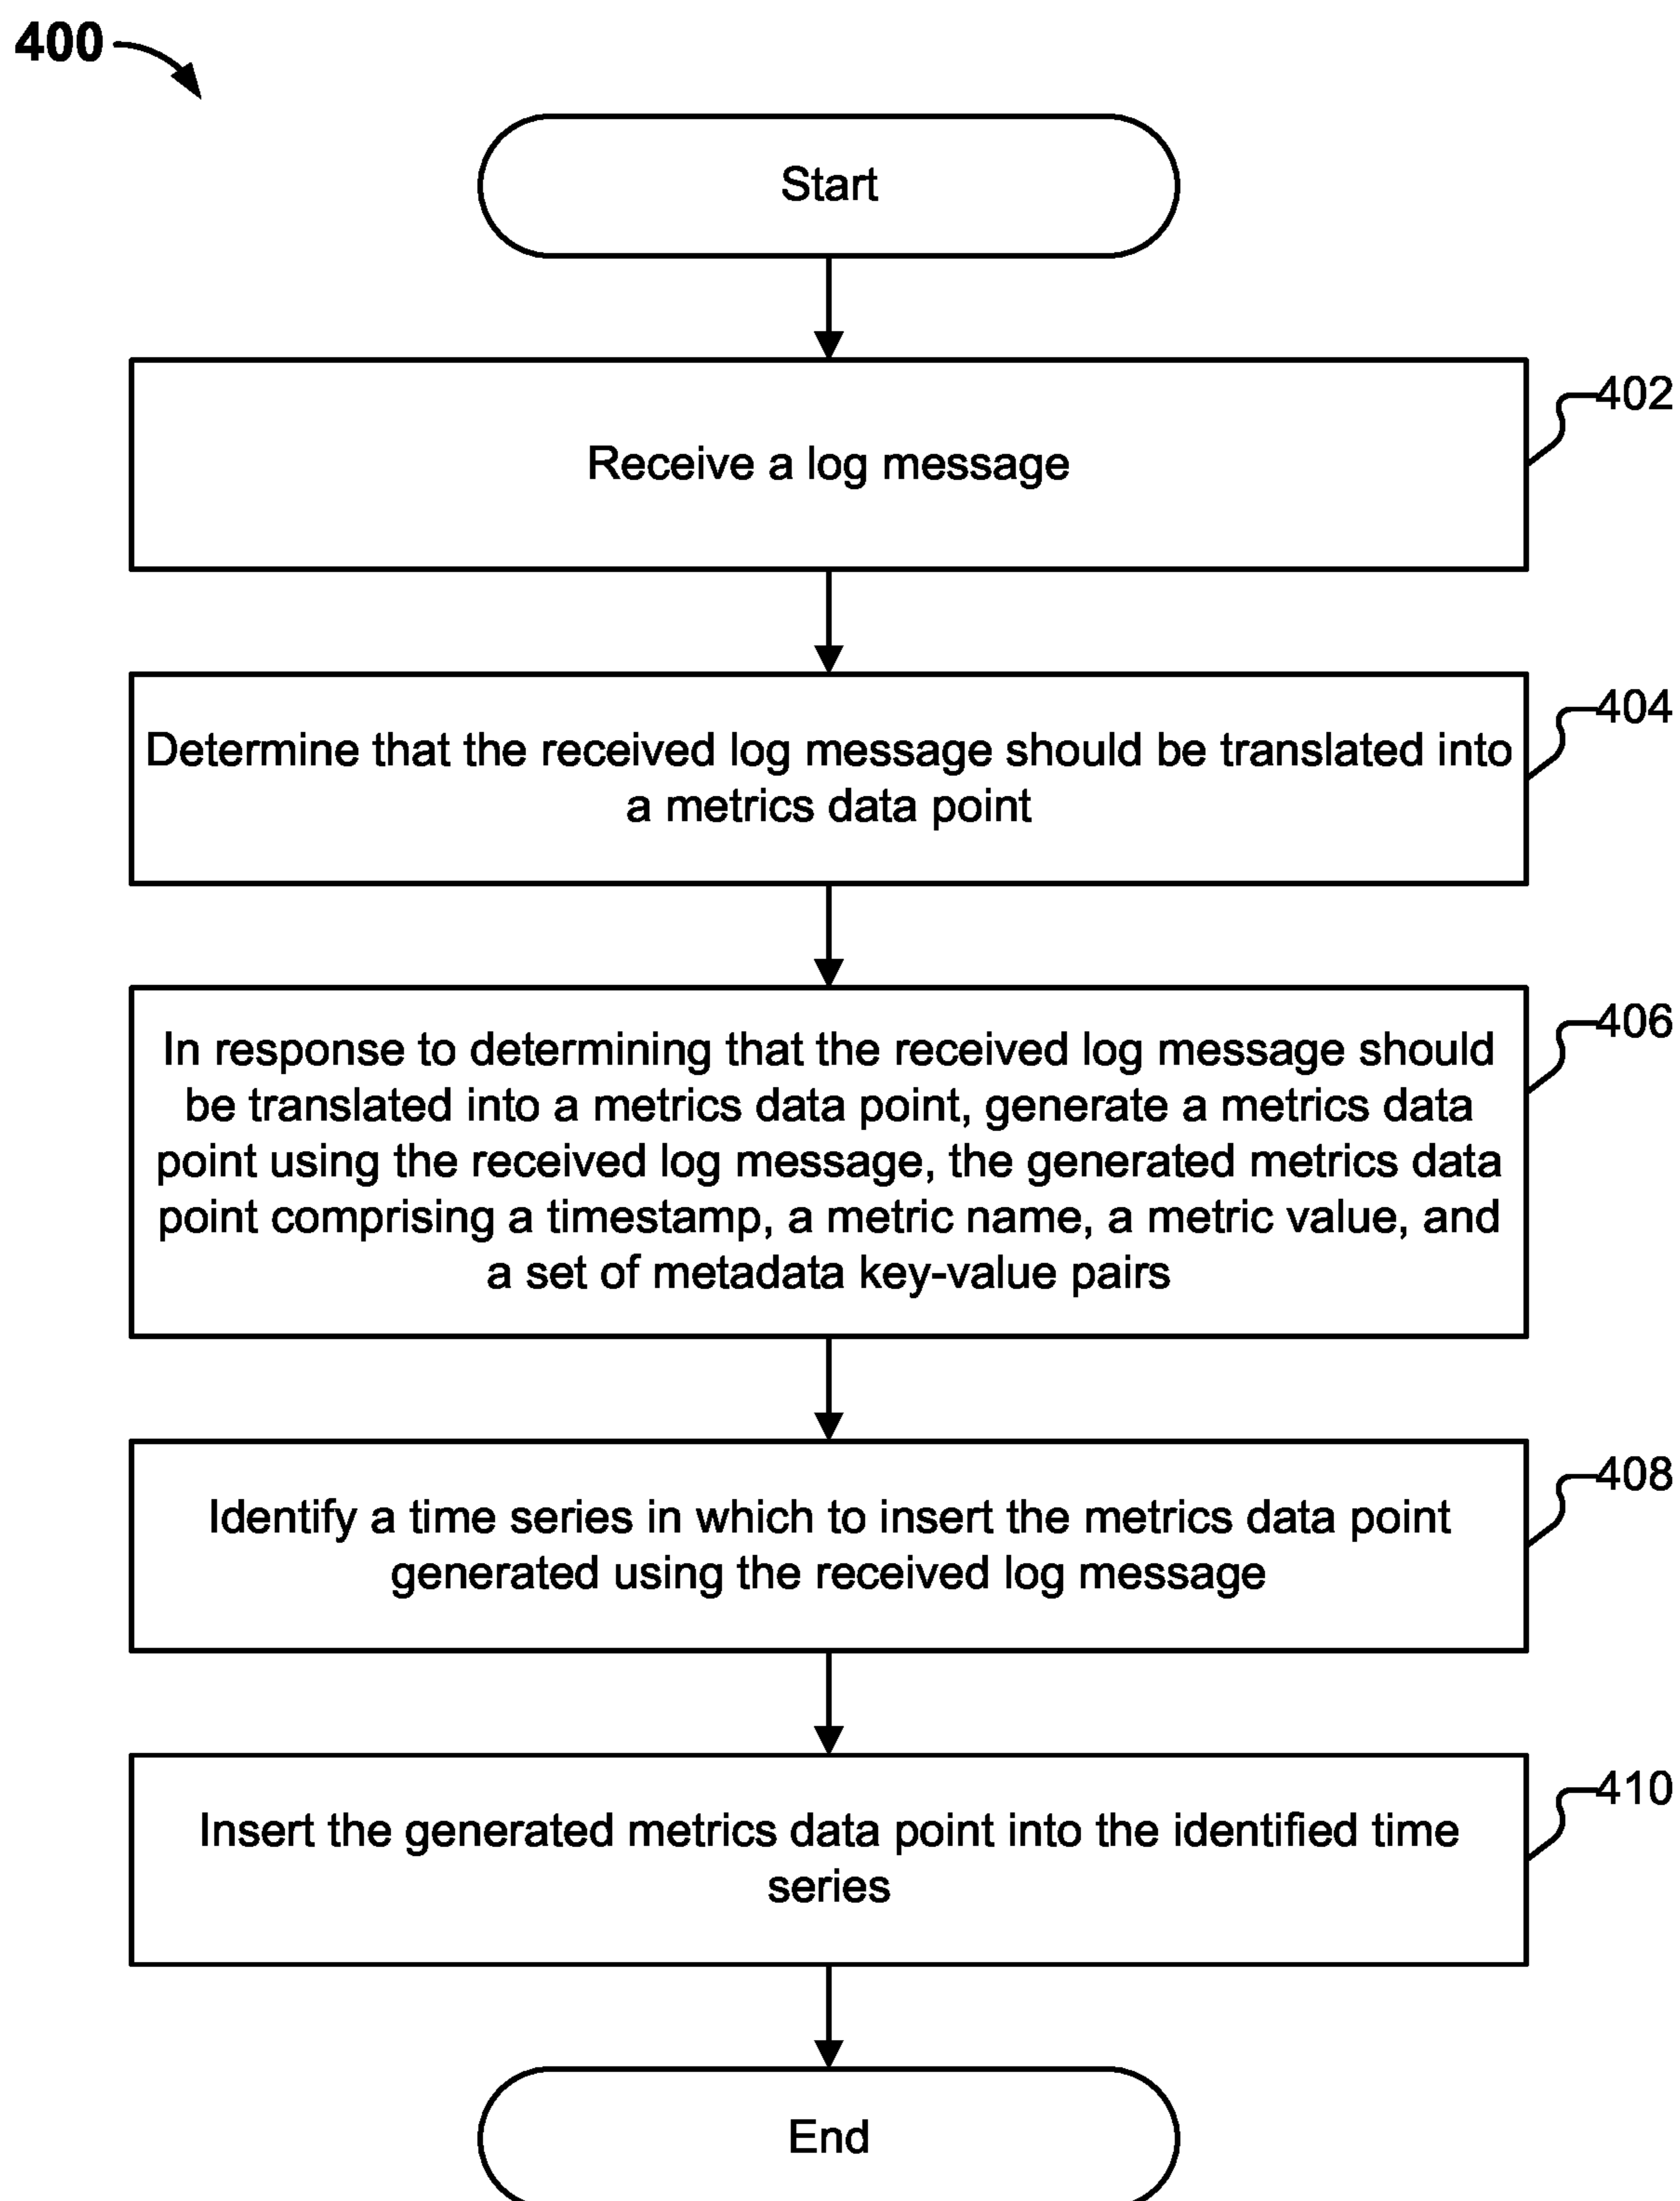 400
Start
402
Receive a log message
404
Determine that the received log message should be translated into
a metrics data point
406
In response to determining that the received log message should
be translated into a metrics data point, generate a metrics data
point using the received log message, the generated metrics data
point comprising a timestamp, a metric name, a metric value, and
a set of metadata key-value pairs
408
Identify a time series in which to insert the metrics data point
generated using the received log message
410
Insert the generated metrics data point into the identified time
series
End